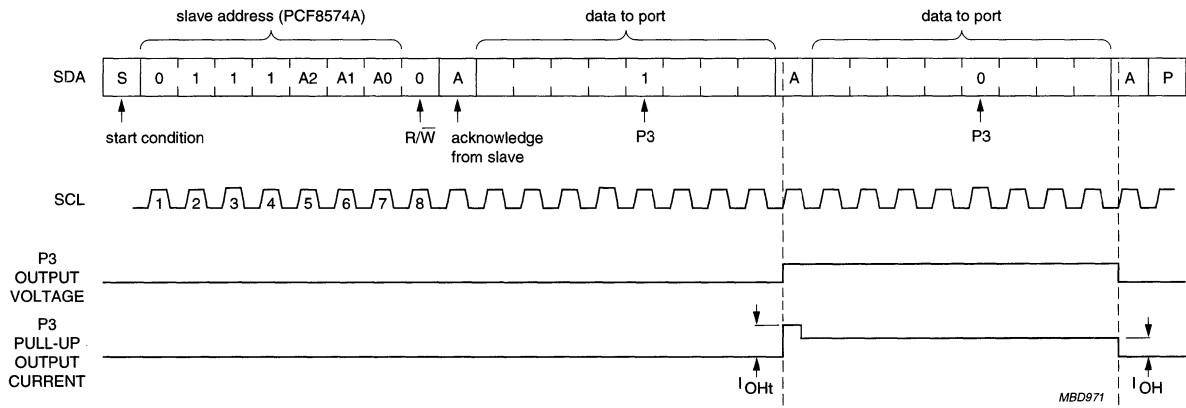 slave address (PCF8574A) data to port data to port
SDA S 0 1 1 1 A2 A1 A0 0 A 1 A 0 A P
start condition R/W̅ acknowledge from slave P3 P3
SCL 1 2 3 4 5 6 7 8
P3 OUTPUT VOLTAGE
P3 PULL-UP OUTPUT CURRENT
IOHt IOH
MBD971